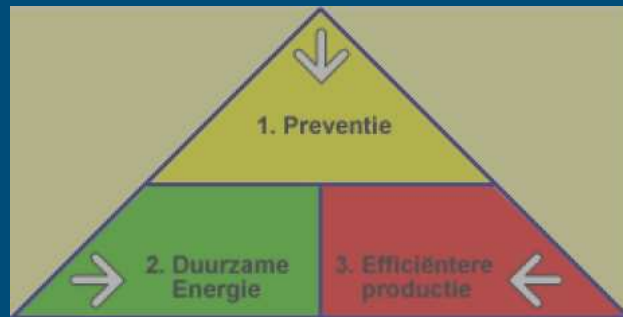 1. Preventie
2. Duurzame
Energie
3. Efficiëntere
productie